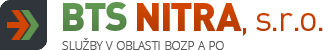 BTS NITRA, s.r.o.
SLUŽBY V OBLASTI BOZP A PO